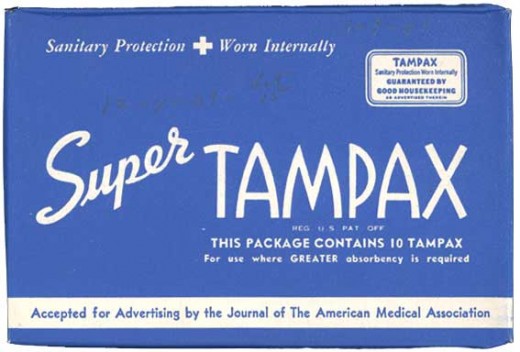 Sanitary Protection + Worn Internally
TAMPAX
Sanitary Protection Worn Internally
GUARANTEED BY
GOOD HOUSEKEEPING
AS ADVERTISED THEREIN
Super TAMPAX
REG. U.S. PAT. OFF.
THIS PACKAGE CONTAINS 10 TAMPAX
For use where GREATER absorbency is required
Accepted for Advertising by the Journal of The American Medical Association